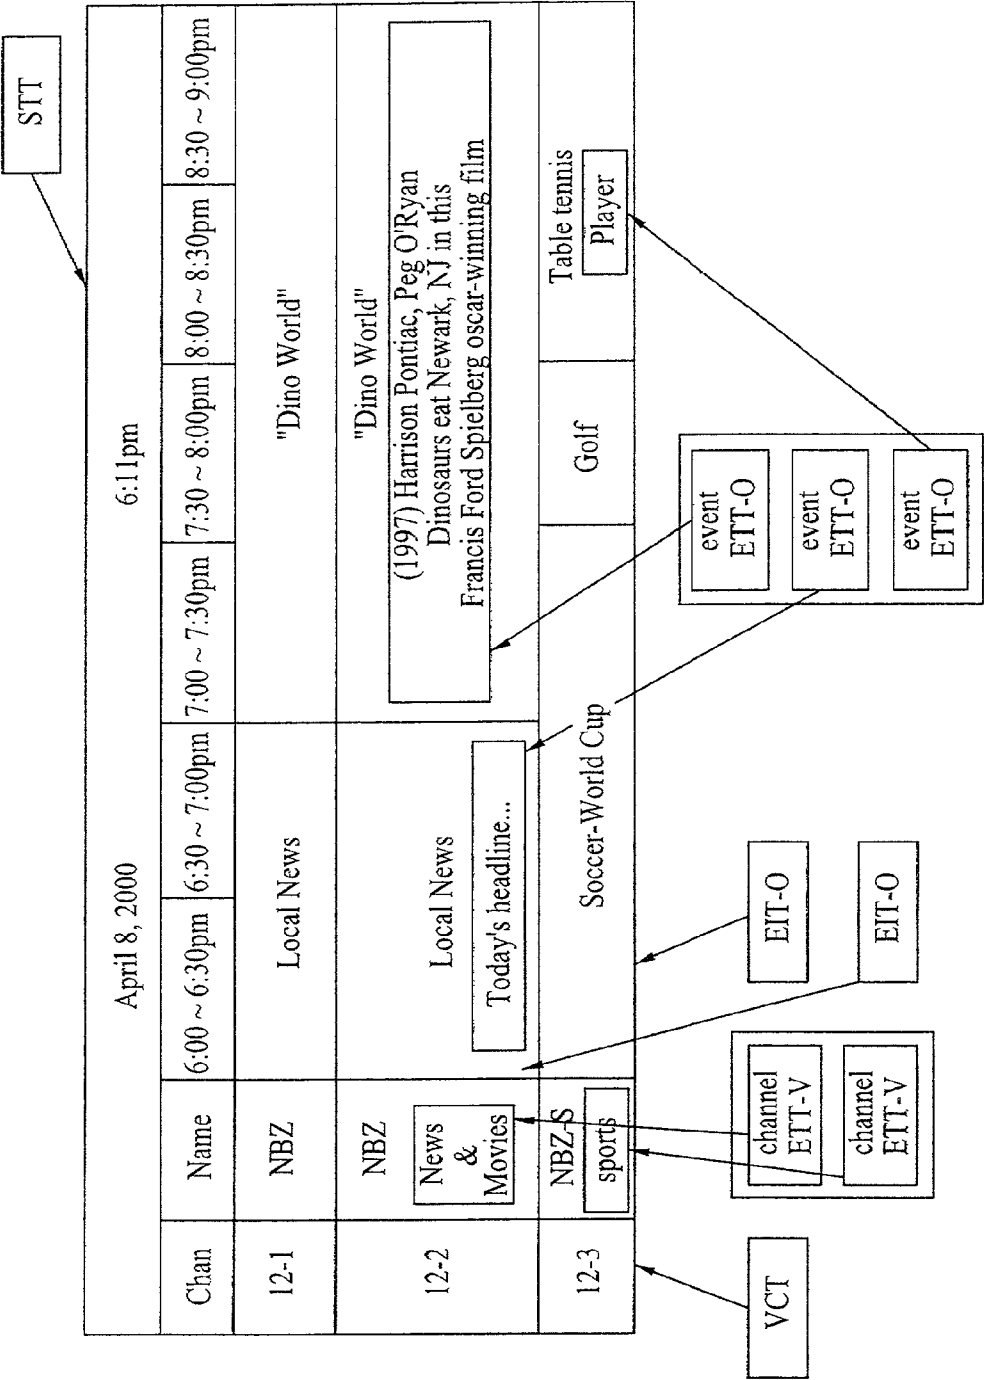 STT
April 8, 2000 6:11pm
Chan Name 6:00 ~ 6:30pm 6:30 ~ 7:00pm 7:00 ~ 7:30pm 7:30 ~ 8:00pm 8:00 ~ 8:30pm 8:30 ~ 9:00pm
12-1 NBZ Local News "Dino World"
12-2 NBZ Local News "Dino World"
News
&
Movies
Today's headline...
(1997) Harrison Pontiac, Peg O'Ryan
Dinosaurs eat Newark, NJ in this
Francis Ford Spielberg oscar-winning film
12-3 NBZ-S Soccer-World Cup Golf Table tennis
sports
Player
VCT
channel
ETT-V
channel
ETT-V
EIT-O
EIT-O
event
ETT-O
event
ETT-O
event
ETT-O